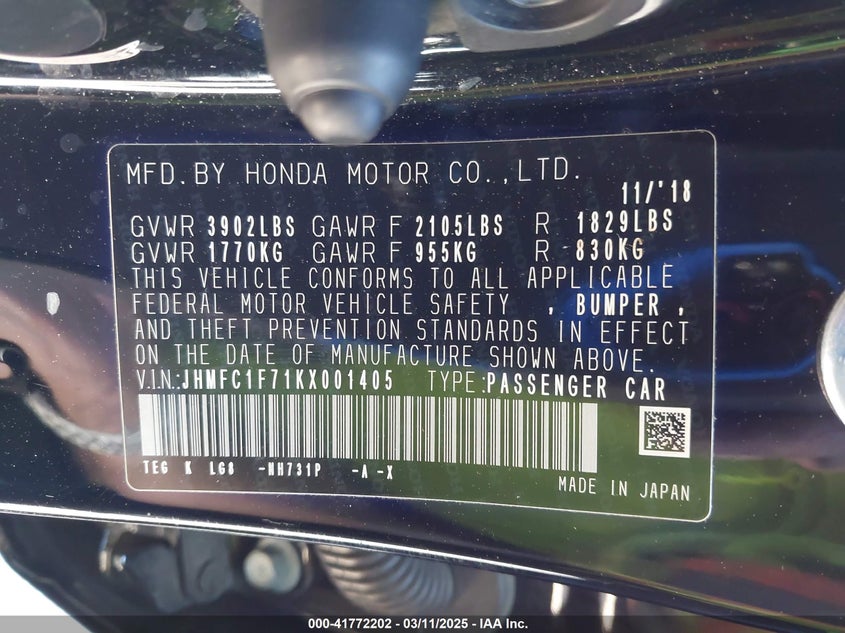 MFD. BY HONDA MOTOR CO., LTD.
11/'18
GVWR 3902LBS GAWR F 2105LBS R 1829LBS
GVWR 1770KG GAWR F 955KG R 830KG
THIS VEHICLE CONFORMS TO ALL APPLICABLE
FEDERAL MOTOR VEHICLE SAFETY , BUMPER ,
AND THEFT PREVENTION STANDARDS IN EFFECT
ON THE DATE OF MANUFACTURE SHOWN ABOVE.
V.I.N.:JHMFC1F71KX001405 TYPE:PASSENGER CAR
TEG K LG8 -NH731P -A -X
MADE IN JAPAN
000-41772202 - 03/11/2025 - IAA Inc.